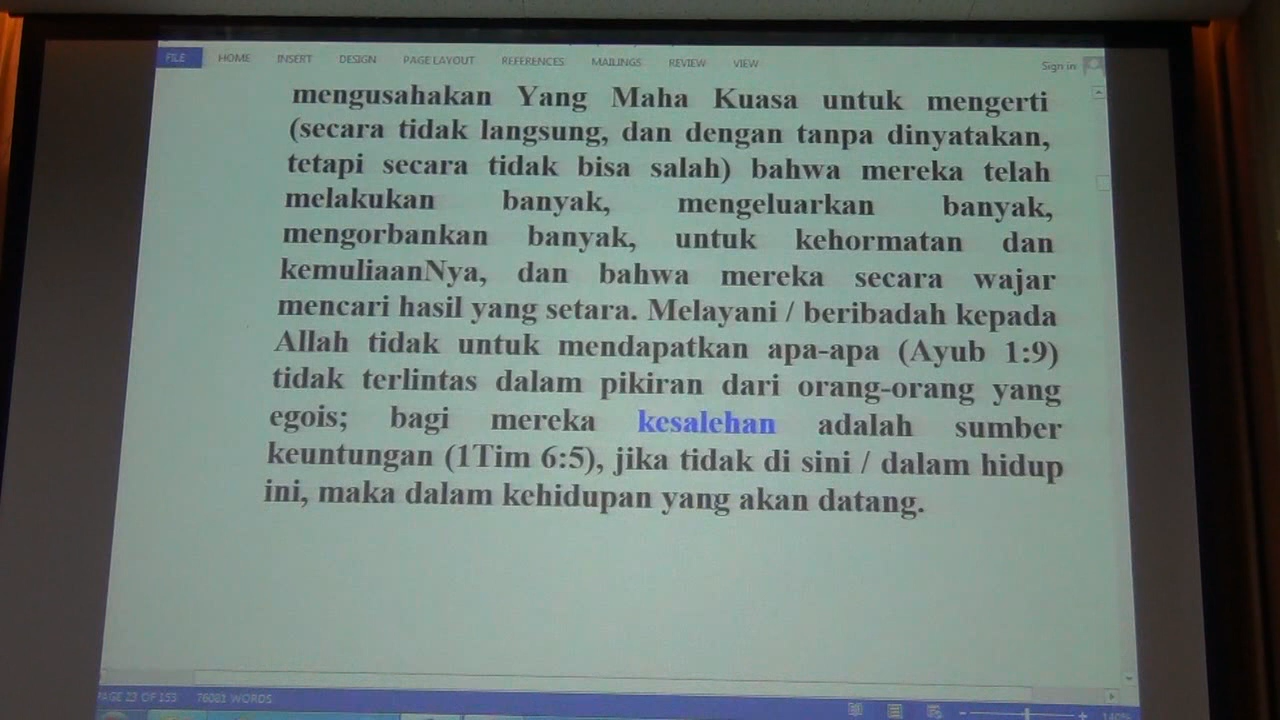 FILE HOME INSERT DESIGN PAGE LAYOUT REFERENCES MAILINGS REVIEW VIEW Sign in
mengusahakan Yang Maha Kuasa untuk mengerti
(secara tidak langsung, dan dengan tanpa dinyatakan,
tetapi secara tidak bisa salah) bahwa mereka telah
melakukan banyak, mengeluarkan banyak,
mengorbankan banyak, untuk kehormatan dan
kemuliaanNya, dan bahwa mereka secara wajar
mencari hasil yang setara. Melayani / beribadah kepada
Allah tidak untuk mendapatkan apa-apa (Ayub 1:9)
tidak terlintas dalam pikiran dari orang-orang yang
egois; bagi mereka kesalehan adalah sumber
keuntungan (1Tim 6:5), jika tidak di sini / dalam hidup
ini, maka dalam kehidupan yang akan datang.
PAGE 23 OF 153 76081 WORDS